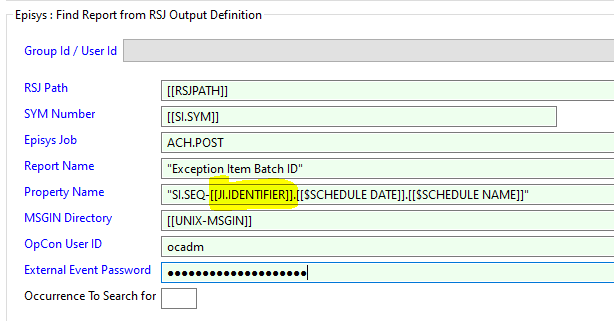 Episys : Find Report from RSJ Output Definition
Group Id / User Id
RSJ Path [[RSJPATH]]
SYM Number [[SI.SYM]]
Episys Job ACH.POST
Report Name "Exception Item Batch ID"
Property Name "SI.SEQ-[[JI.IDENTIFIER]].[[$SCHEDULE DATE]].[[$SCHEDULE NAME]]"
MSGIN Directory [[UNIX-MSGIN]]
OpCon User ID ocadm
External Event Password ●●●●●●●●●●●●●●●●●●●●
Occurrence To Search for